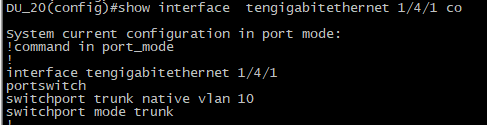 DU_20(config)#show interface  tengigabitethernet 1/4/1 co
System current configuration in port mode:
!command in port_mode
!
interface tengigabitethernet 1/4/1
portswitch
switchport trunk native vlan 10
switchport mode trunk
!